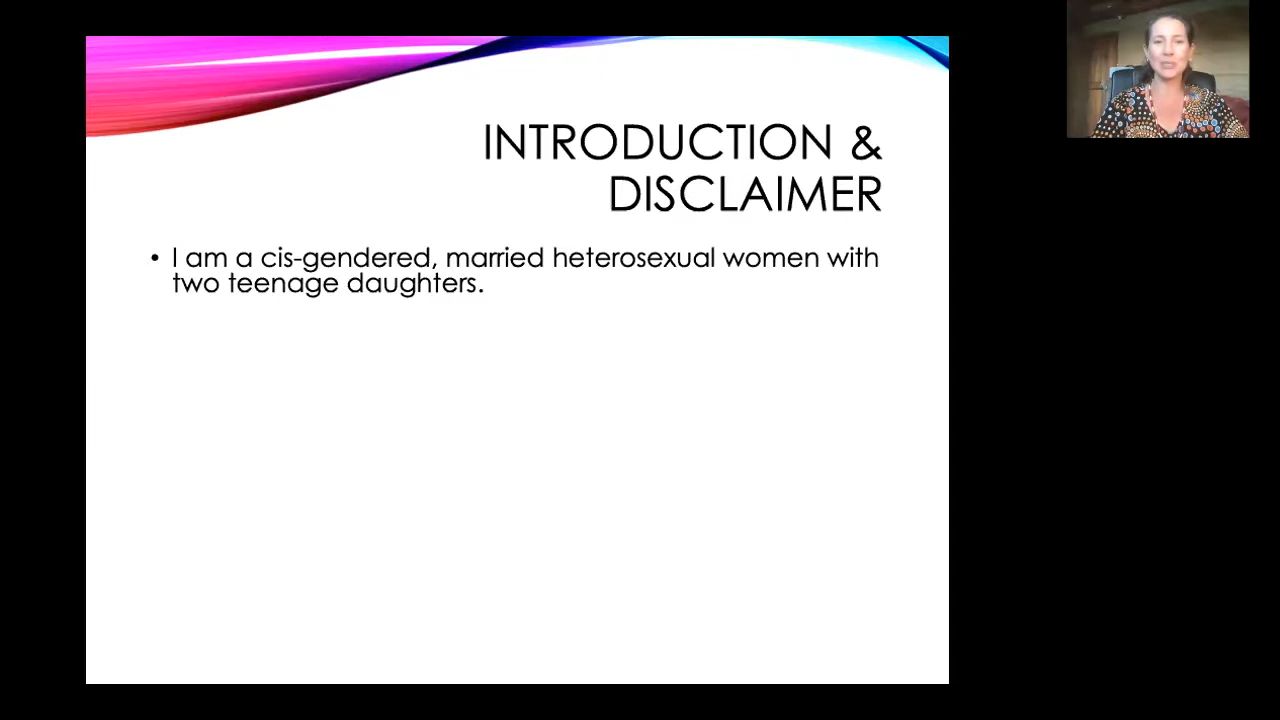 INTRODUCTION &
DISCLAIMER
• I am a cis-gendered, married heterosexual women with
two teenage daughters.